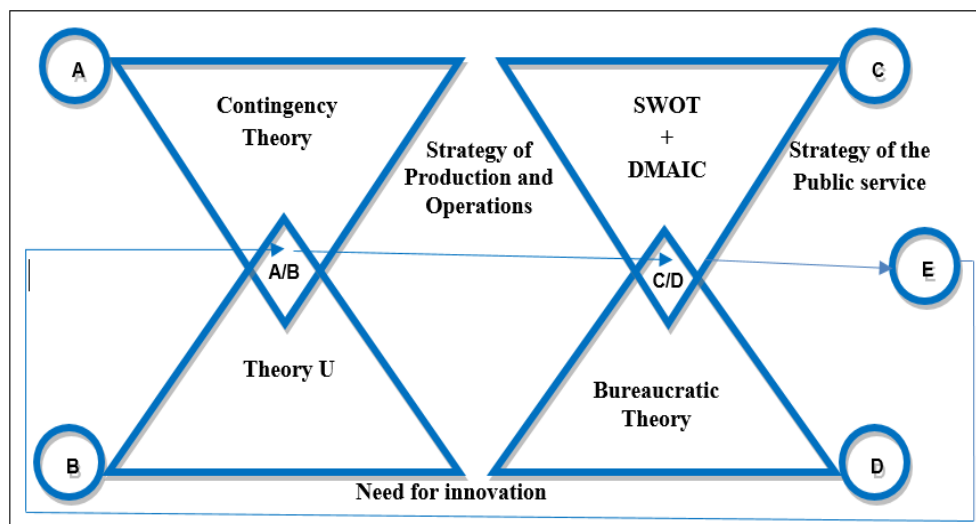 A
Contingency
Theory
Strategy of
Production and
Operations
SWOT
+
DMAIC
C
Strategy of the
Public service
A/B
C/D
E
Theory U
Bureaucratic
Theory
B
D
Need for innovation